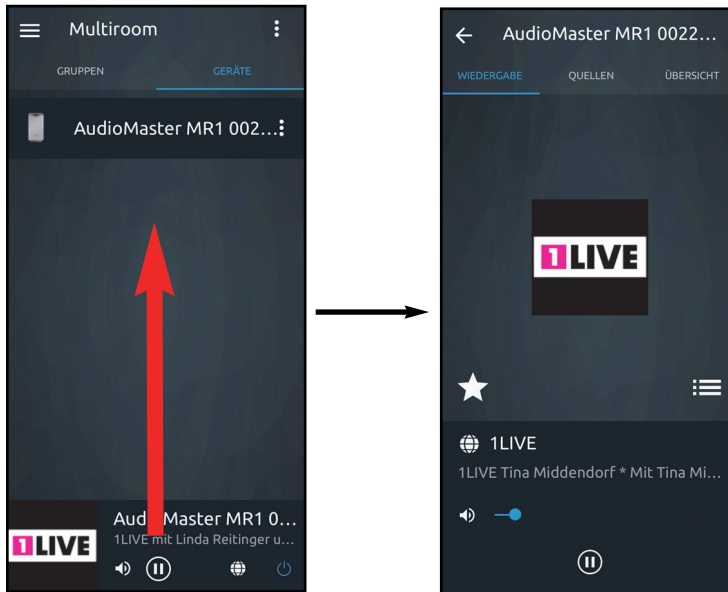 Multiroom
GRUPPEN GERÄTE
AudioMaster MR1 002...
1LIVE
AudioMaster MR1 0...
1LIVE mit Linda Reitinger u...
AudioMaster MR1 0022...
WIEDERGABE QUELLEN ÜBERSICHT
1LIVE
1LIVE
1LIVE Tina Middendorf * Mit Tina Mi...